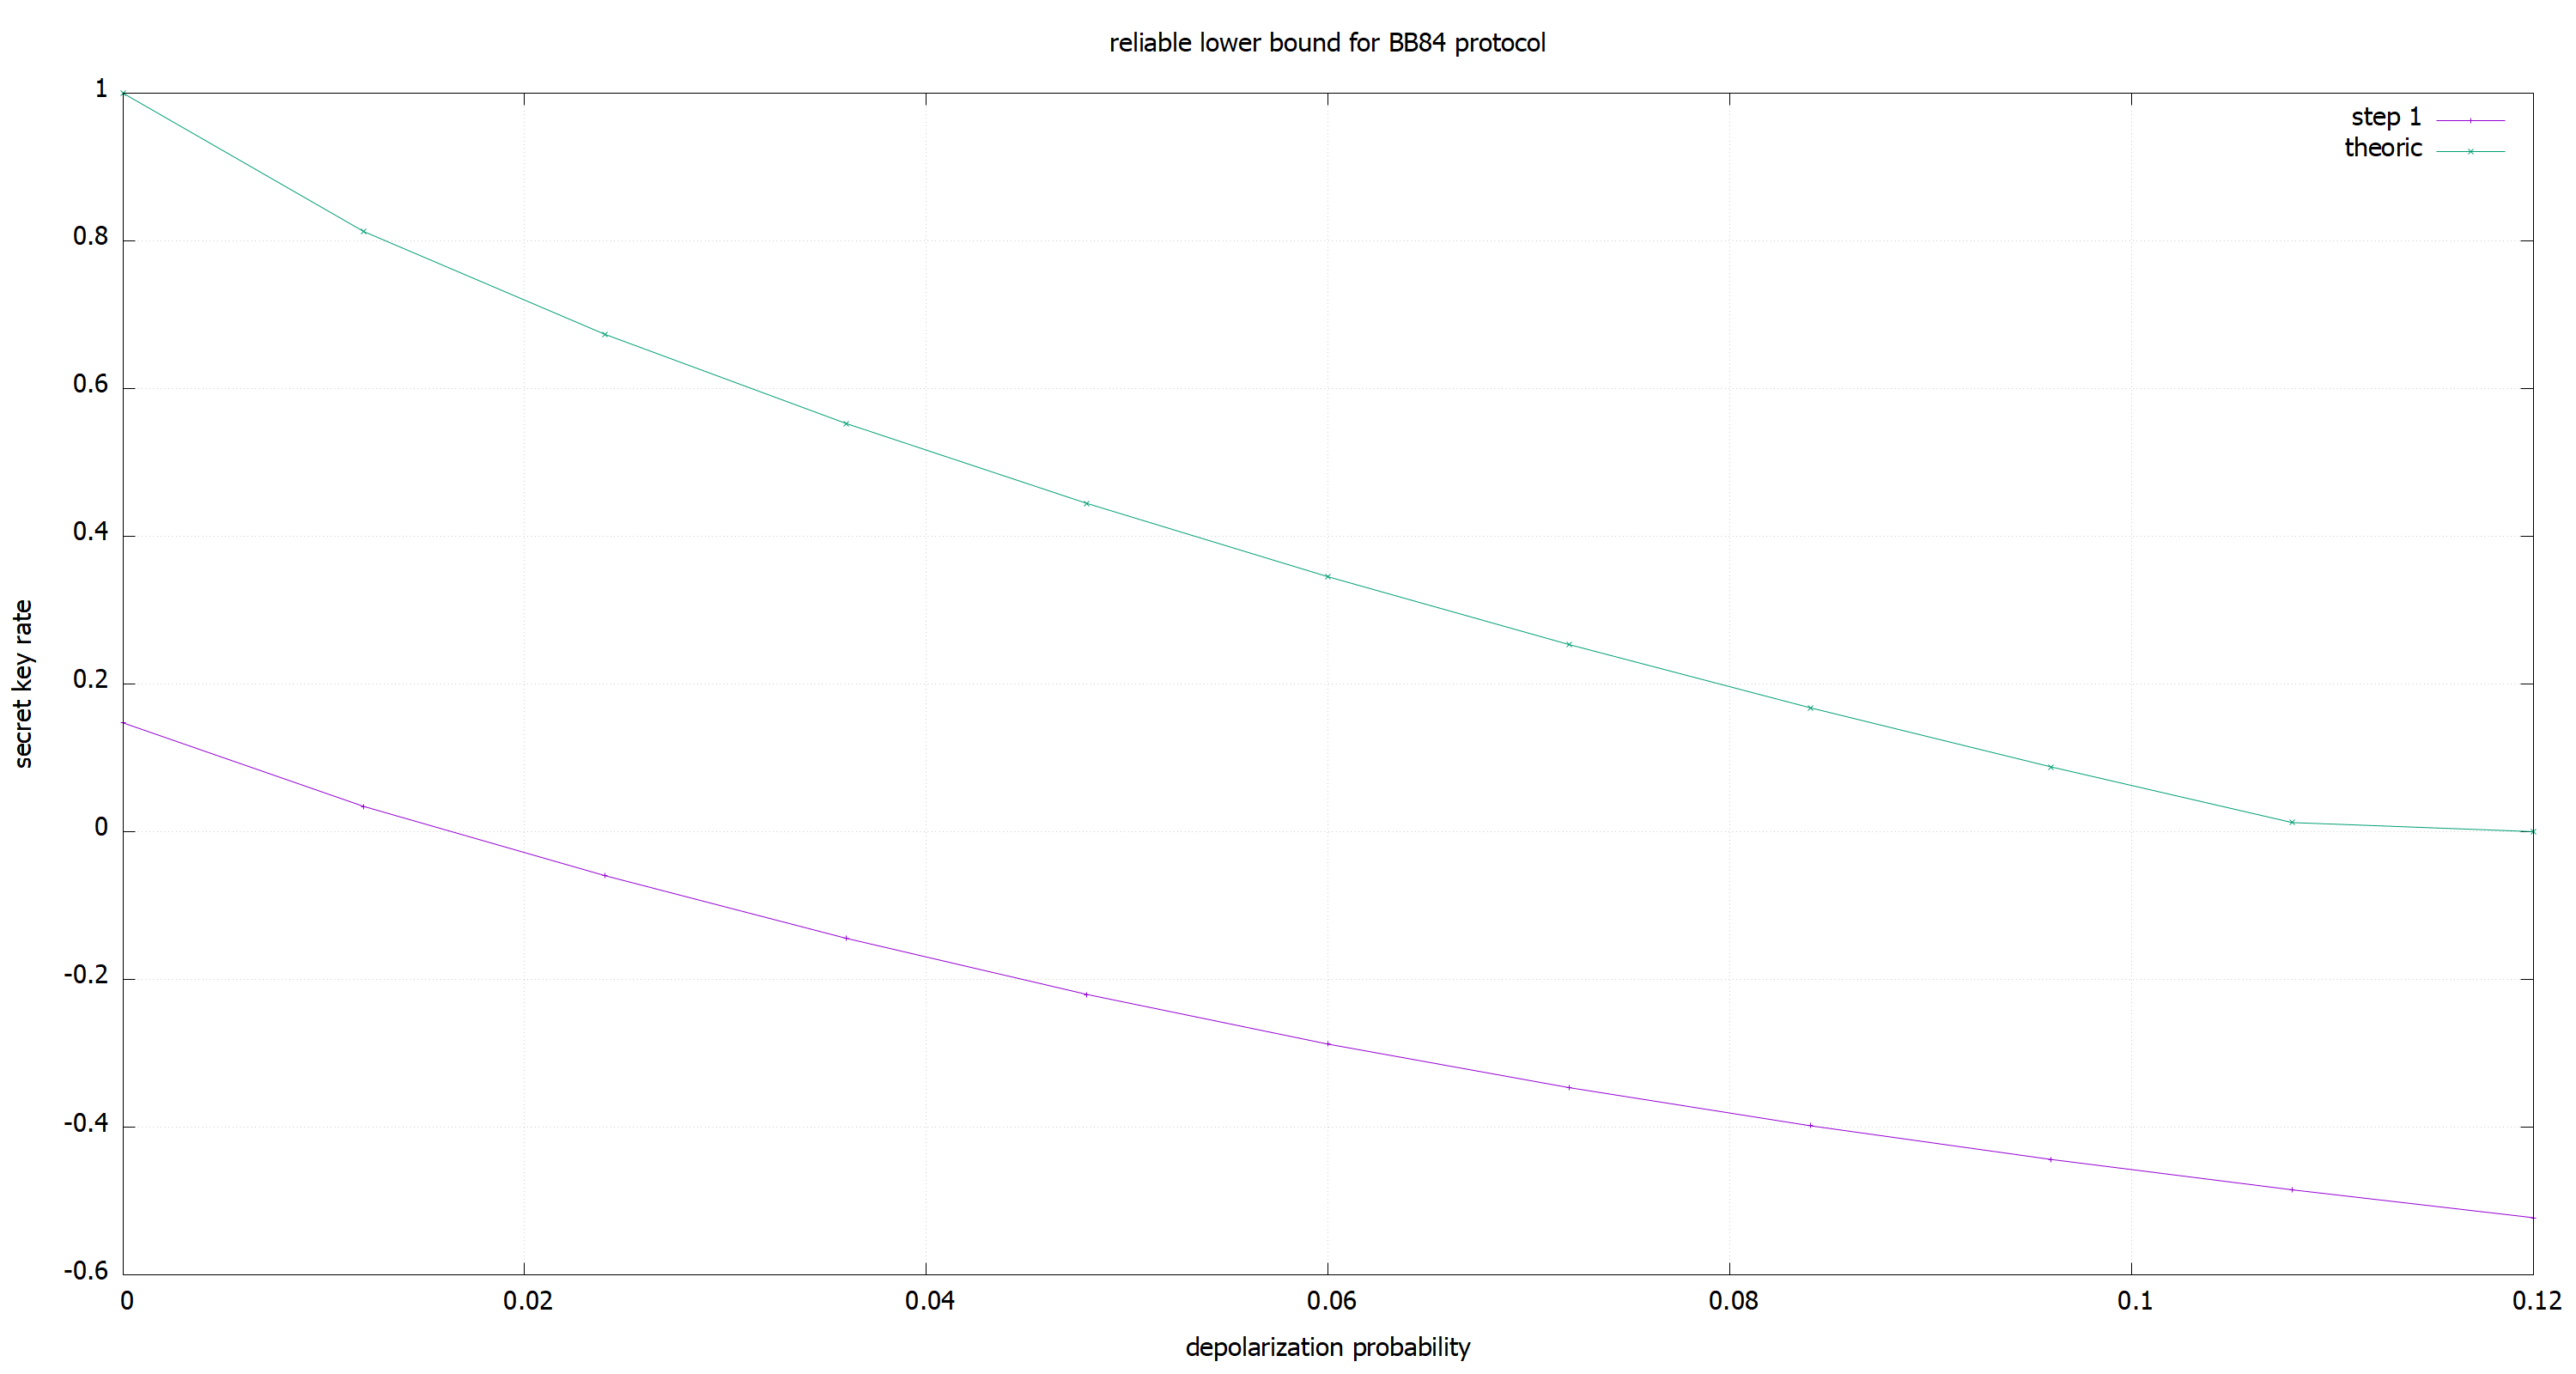 reliable lower bound for BB84 protocol
step 1
theoric
secret key rate
1
0.8
0.6
0.4
0.2
0
-0.2
-0.4
-0.6
0 0.02 0.04 0.06 0.08 0.1 0.12
depolarization probability